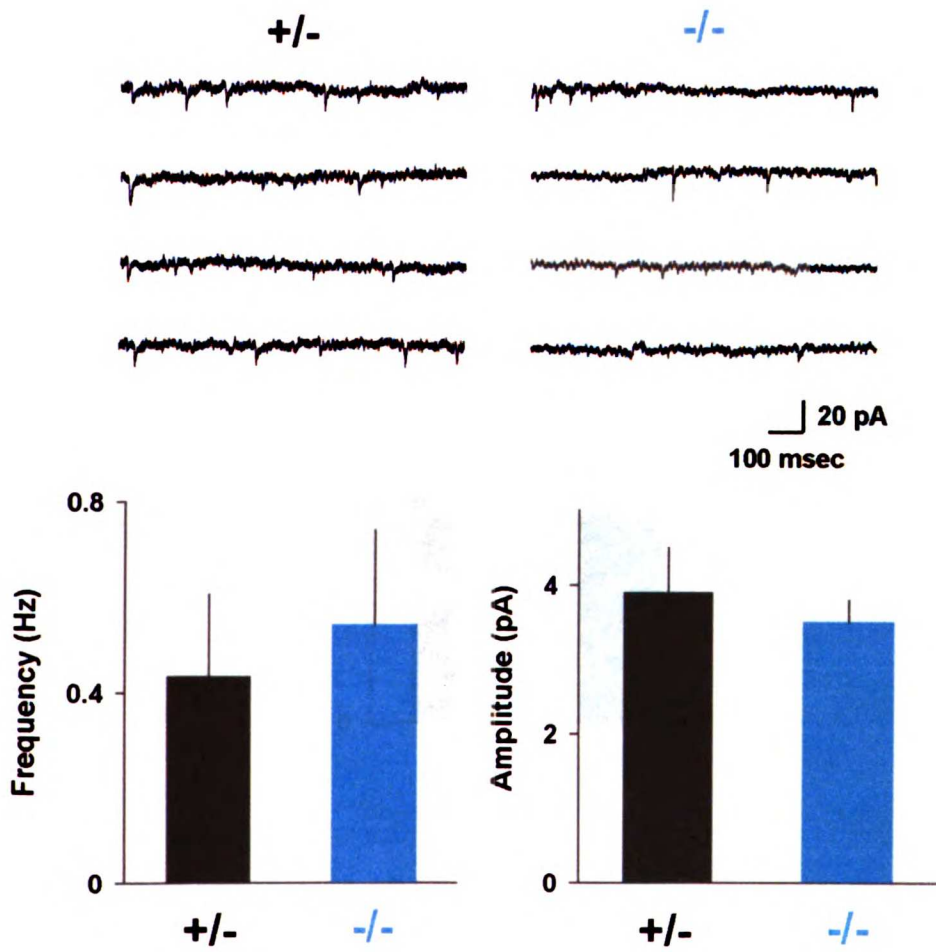 +/- -/-
20 pA
100 msec
Frequency (Hz)
0.8
0.4
0
+/- -/-
Amplitude (pA)
4
2
0
+/- -/-